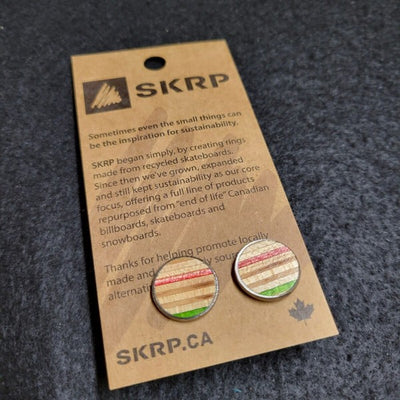 SKRP
Sometimes even the small things can
be the inspiration for sustainability.
SKRP began simply, by creating rings
made from recycled skateboards.
Since then we've grown, expanded
and still kept sustainability as our core
focus, offering a full line of products
repurposed from "end of life" Canadian
billboards, skateboards and
snowboards.
Thanks for helping promote locally
made and
SKRP.CA